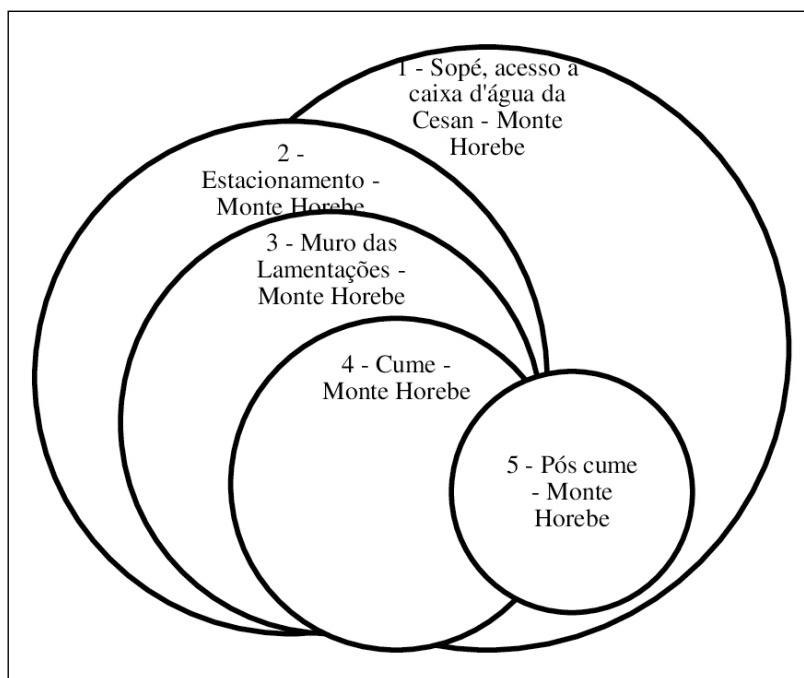 1 - Sopé, acesso a
caixa d'água da
Cesan - Monte
Horebe
2 -
Estacionamento -
Monte Horebe
3 - Muro das
Lamentações -
Monte Horebe
4 - Cume -
Monte Horebe
5 - Pós cume
- Monte
Horebe